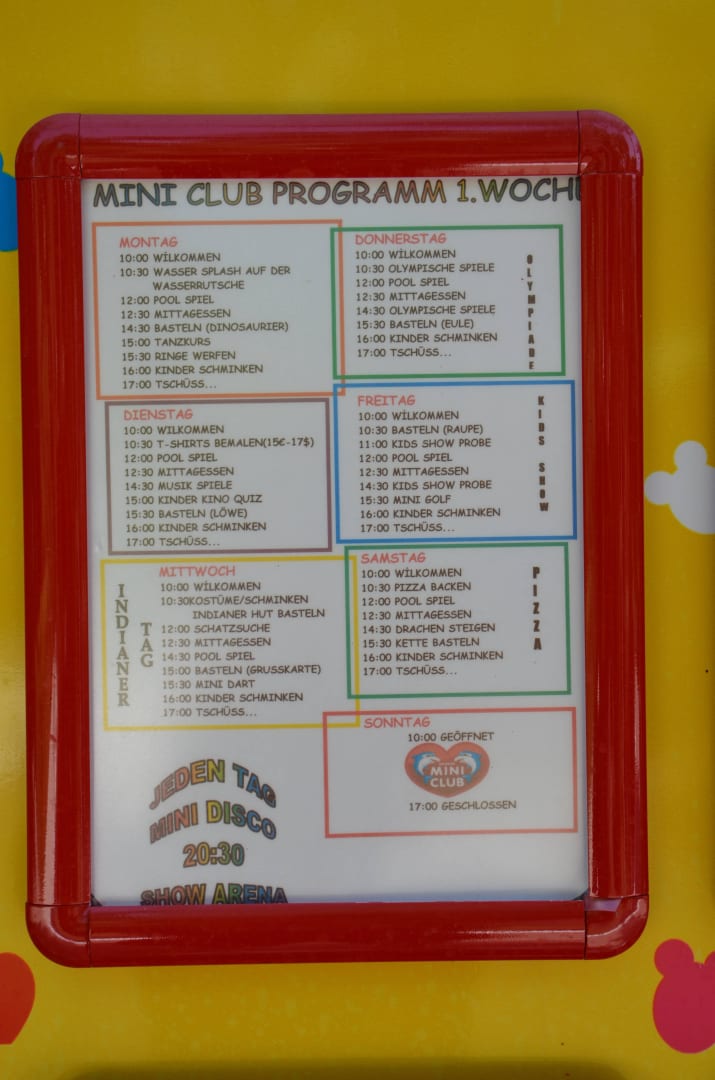 MINI CLUB PROGRAMM 1.WOCHE
MONTAG
10:00 WİLKOMMEN
10:30 WASSER SPLASH AUF DER
WASSERRUTSCHE
12:00 POOL SPIEL
12:30 MITTAGESSEN
14:30 BASTELN (DINOSAURIER)
15:00 TANZKURS
15:30 RINGE WERFEN
16:00 KINDER SCHMINKEN
17:00 TSCHÜSS...
DIENSTAG
10:00 WİLKOMMEN
10:30 T-SHIRTS BEMALEN(15€-17$)
12:00 POOL SPIEL
12:30 MITTAGESSEN
14:30 MUSIK SPIELE
15:00 KINDER KINO QUIZ
15:30 BASTELN (LÖWE)
16:00 KINDER SCHMINKEN
17:00 TSCHÜSS...
MITTWOCH
10:00 WİLKOMMEN
10:30KOSTÜME/SCHMINKEN
INDIANER HUT BASTELN
12:00 SCHATZSUCHE
12:30 MITTAGESSEN
14:30 POOL SPIEL
15:00 BASTELN (GRUSSKARTE)
15:30 MINI DART
16:00 KINDER SCHMINKEN
17:00 TSCHÜSS...
INDIANER
TAG
DONNERSTAG
10:00 WİLKOMMEN
10:30 OLYMPISCHE SPIELE
12:00 POOL SPIEL
12:30 MITTAGESSEN
14:30 OLYMPISCHE SPIELE
15:30 BASTELN (EULE)
16:00 KINDER SCHMINKEN
17:00 TSCHÜSS...
OLYMPIADE
FREITAG
10:00 WİLKOMMEN
10:30 BASTELN (RAUPE)
11:00 KIDS SHOW PROBE
12:00 POOL SPIEL
12:30 MITTAGESSEN
14:30 KIDS SHOW PROBE
15:30 MINI GOLF
16:00 KINDER SCHMINKEN
17:00 TSCHÜSS...
KIDS SHOW
SAMSTAG
10:00 WİLKOMMEN
10:30 PIZZA BACKEN
12:00 POOL SPIEL
12:30 MITTAGESSEN
14:30 DRACHEN STEIGEN
15:30 KETTE BASTELN
16:00 KINDER SCHMINKEN
17:00 TSCHÜSS...
PIZZA
SONNTAG
10:00 GEÖFFNET
MINI
CLUB
17:00 GESCHLOSSEN
JEDEN TAG
MINI DISCO
20:30
SHOW ARENA